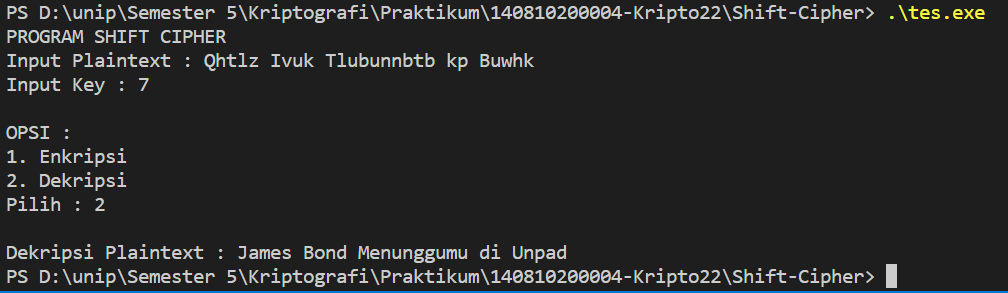 PS D:\unip\Semester 5\Kriptografi\Praktikum\140810200004-Kripto22\Shift-Cipher> .\tes.exe
PROGRAM SHIFT CIPHER
Input Plaintext : Qhtlz Ivuk Tlubunnbtb kp Buwhk
Input Key : 7
OPSI :
1. Enkripsi
2. Dekripsi
Pilih : 2
Dekripsi Plaintext : James Bond Menunggumu di Unpad
PS D:\unip\Semester 5\Kriptografi\Praktikum\140810200004-Kripto22\Shift-Cipher>